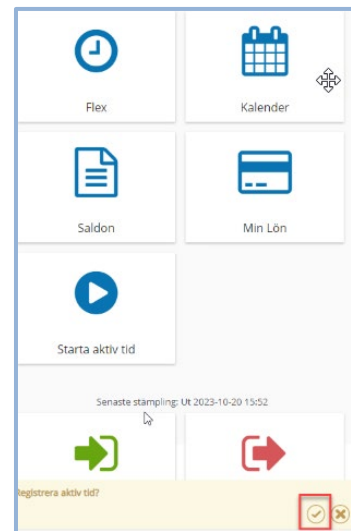 Flex
Kalender
Saldon
Min Lön
Starta aktiv tid
Senaste stämpling: Ut 2023-10-20 15:52
Registrera aktiv tid?